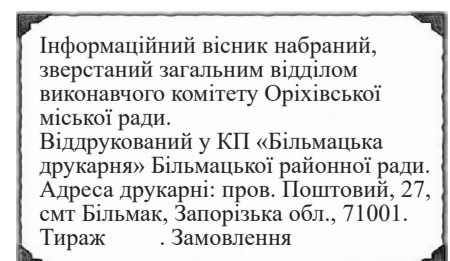 Інформаційний вісник набраний,
зверстаний загальним відділом
виконавчого комітету Оріхівської
міської ради.
Віддрукований у КП «Більмацька
друкарня» Більмацької районної ради.
Адреса друкарні: пров. Поштовий, 27,
смт Більмак, Запорізька обл., 71001.
Тираж . Замовлення